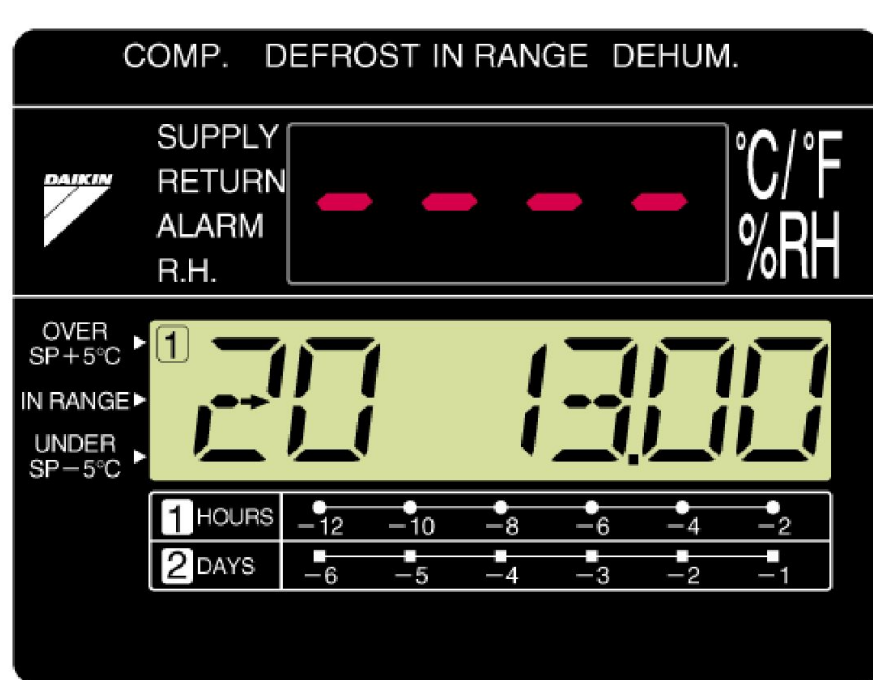 COMP. DEFROST IN RANGE DEHUM.
SUPPLY
RETURN
ALARM
R.H.
DAIKIN
- - - -
°C/°F
%RH
OVER
SP+5°C
IN RANGE
UNDER
SP−5°C
1
20 13.00
1 HOURS −12 −10 −8 −6 −4 −2
2 DAYS −6 −5 −4 −3 −2 −1